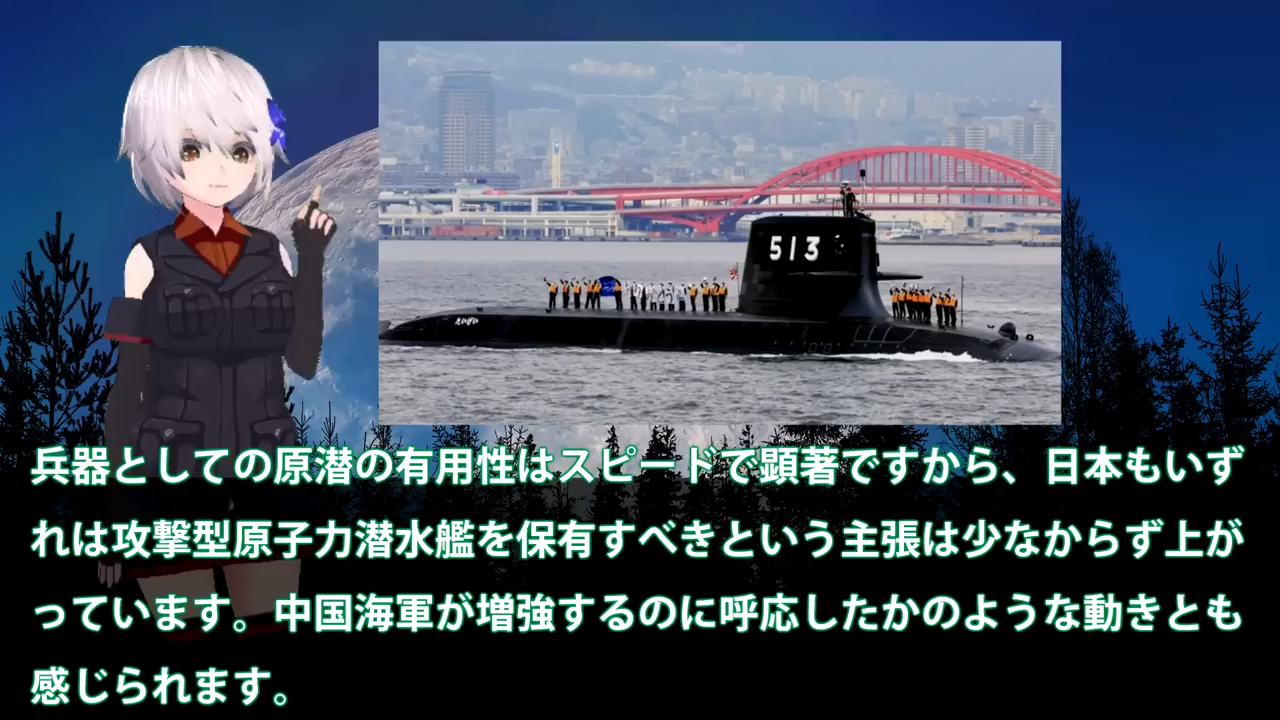 513
たいげい
兵器としての原潜の有用性はスピードで顕著ですから、日本もいず
れは攻撃型原子力潜水艦を保有すべきという主張は少なからず上が
っています。中国海軍が増強するのに呼応したかのような動きとも
感じられます。